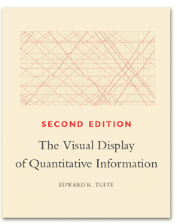 SECOND EDITION
The Visual Display
of Quantitative Information
EDWARD R. TUFTE